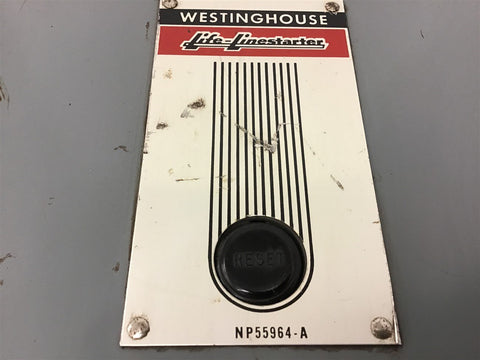 WESTINGHOUSE
Life-Linestarter
RESET
NP55964-A